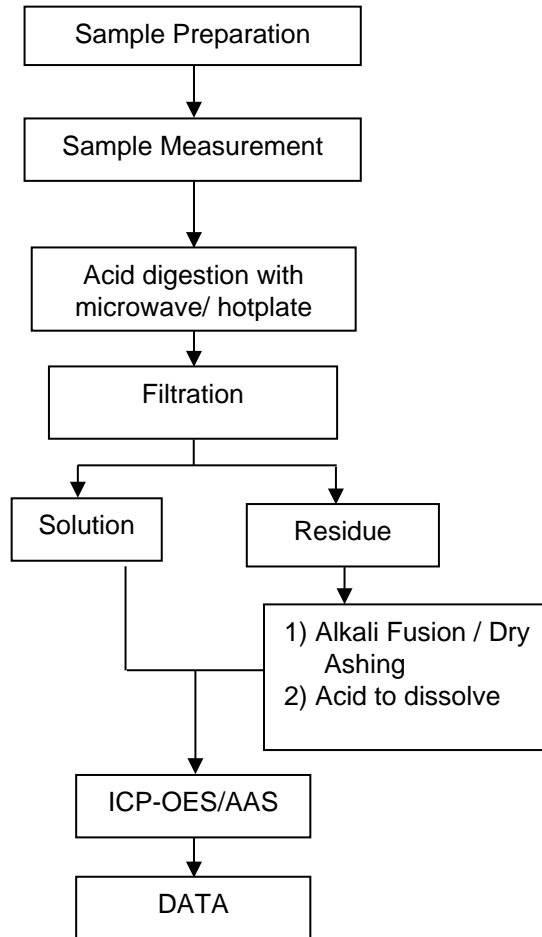 Sample Preparation
Sample Measurement
Acid digestion with
microwave/ hotplate
Filtration
Solution
Residue
1) Alkali Fusion / Dry
Ashing
2) Acid to dissolve
ICP-OES/AAS
DATA